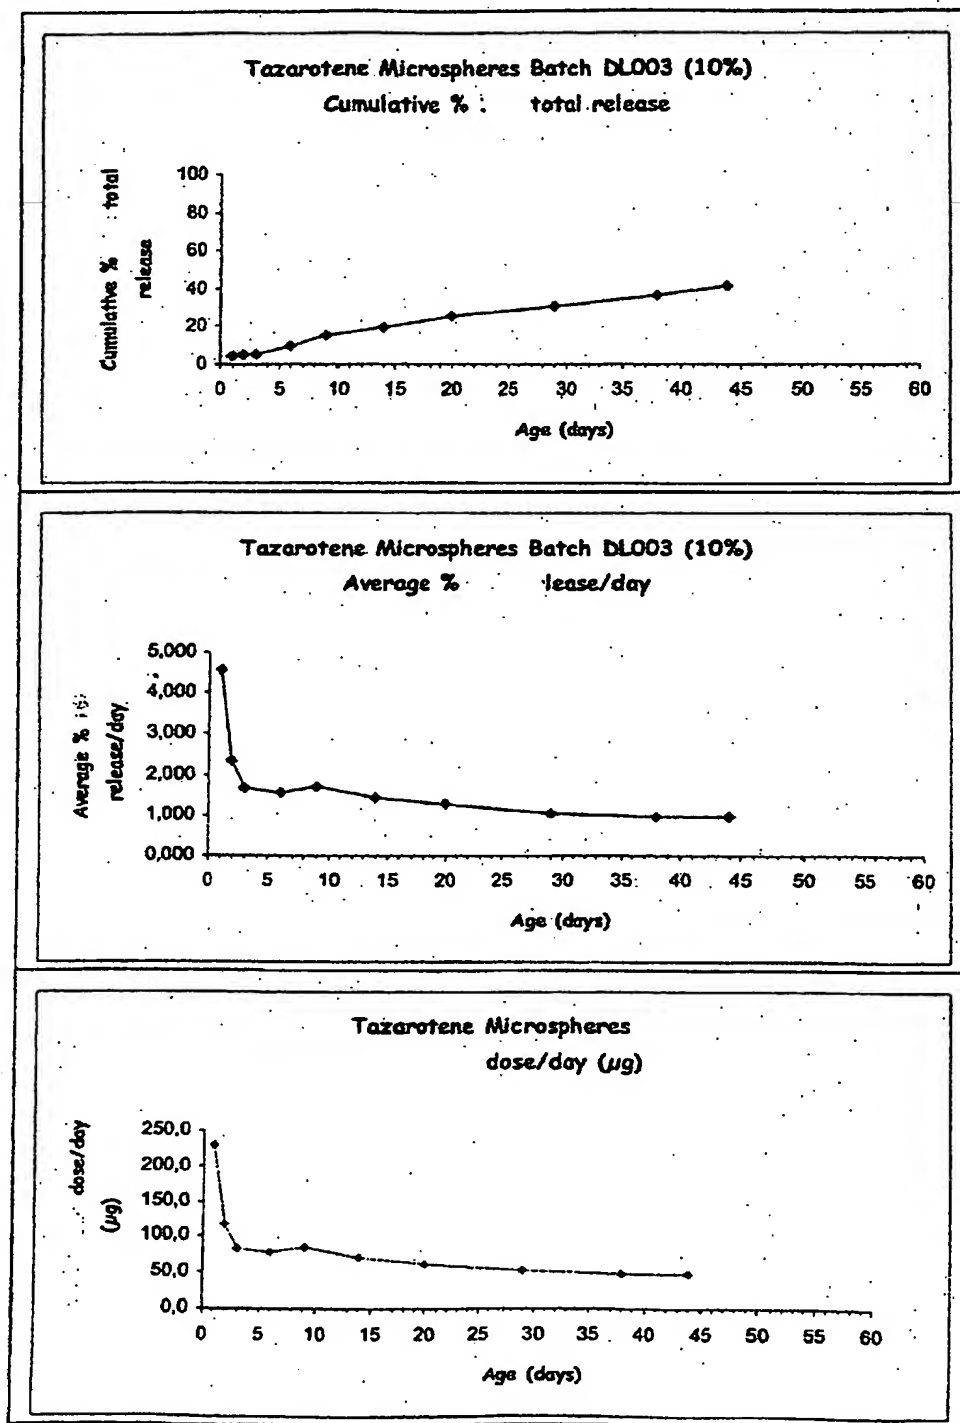 Tazarotene Microspheres Batch DL003 (10%)
Cumulative % : total release
Cumulative % : total
release
100
80
60
40
20
0
0 5 10 15 20 25 30 35 40 45 50 55 60
Age (days)
Tazarotene Microspheres Batch DL003 (10%)
Average % lease/day
Average %
release/day
5,000
4,000
3,000
2,000
1,000
0,000
0 5 10 15 20 25 30 35 40 45 50 55 60
Age (days)
Tazarotene Microspheres
dose/day (µg)
dose/day
(µg)
250,0
200,0
150,0
100,0
50,0
0,0
0 5 10 15 20 25 30 35 40 45 50 55 60
Age (days)